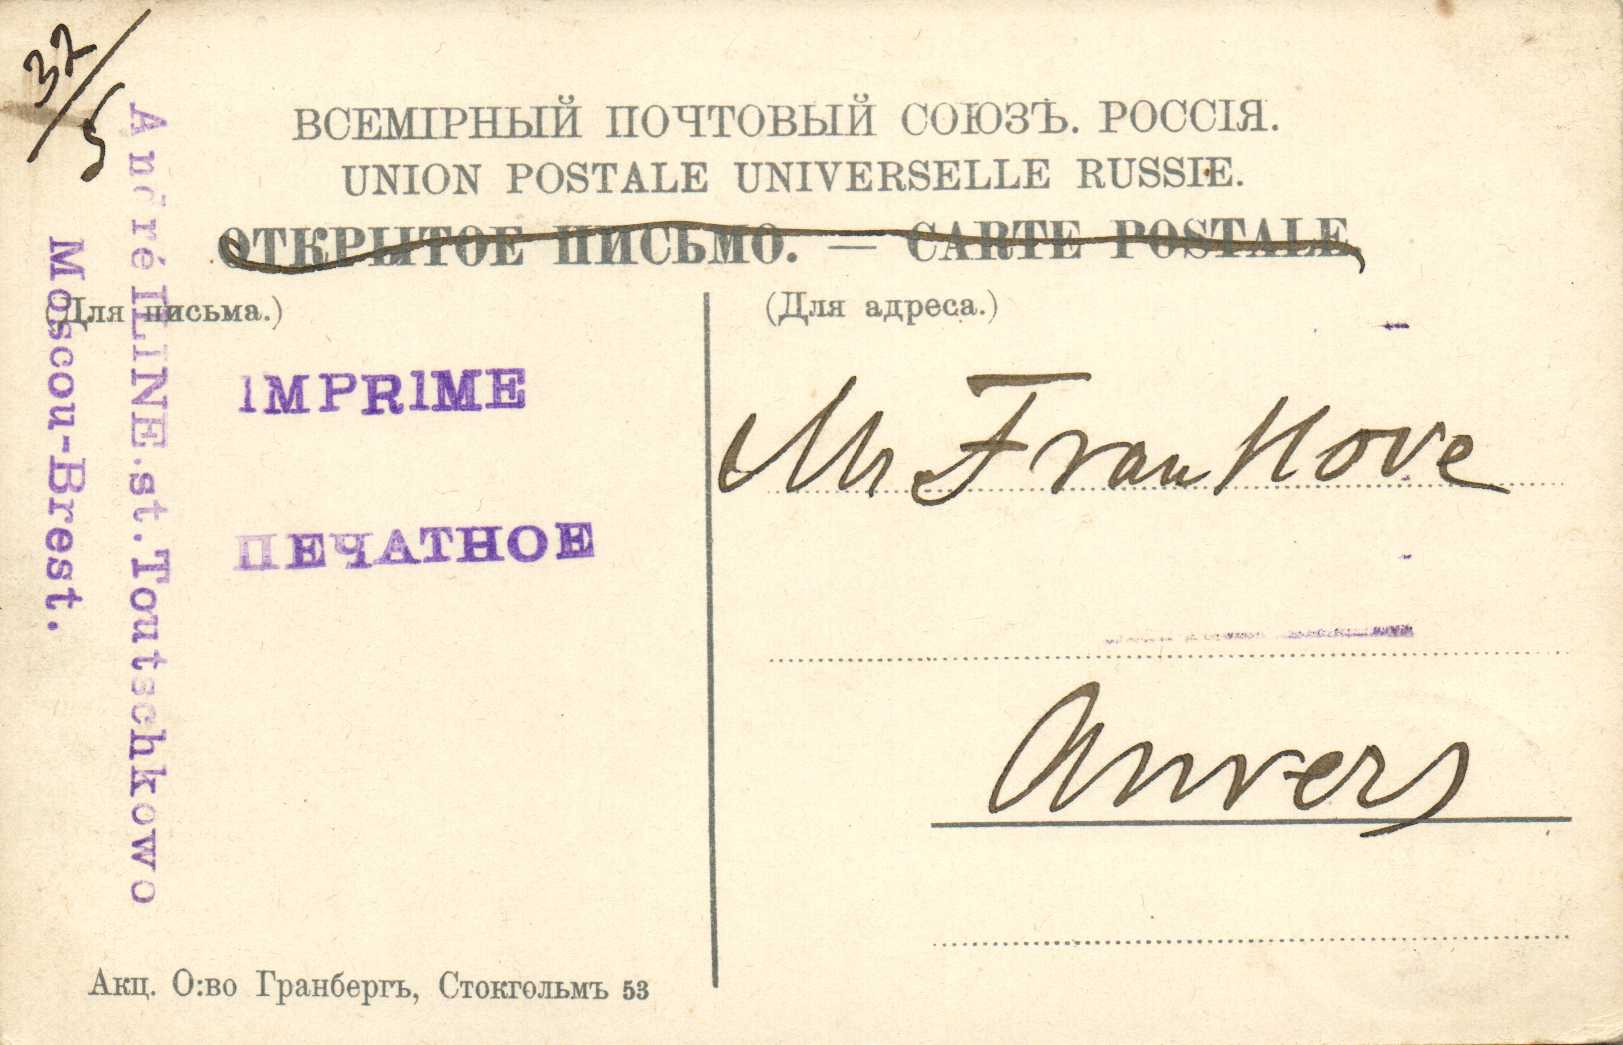 37/5
ВСЕМІРНЫЙ ПОЧТОВЫЙ СОЮЗЪ. РОССІЯ.
UNION POSTALE UNIVERSELLE RUSSIE.
ОТКРЫТОЕ ПИСЬМО. — CARTE POSTALE
(Для письма.)
(Для адреса.)
André ILINE.st.Toutschkowo
Moscou-Brest.
IMPRIME
ПЕЧАТНОЕ
Mr F van Hove
Anvers
Акц. О:во Гранбергъ, Стокгольмъ 53